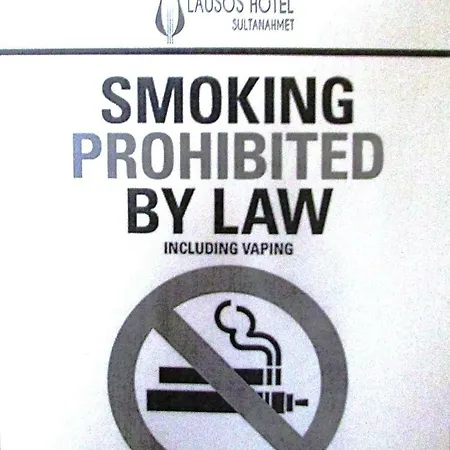 LAUSOS HOTEL
SULTANAHMET
SMOKING
PROHIBITED
BY LAW
INCLUDING VAPING